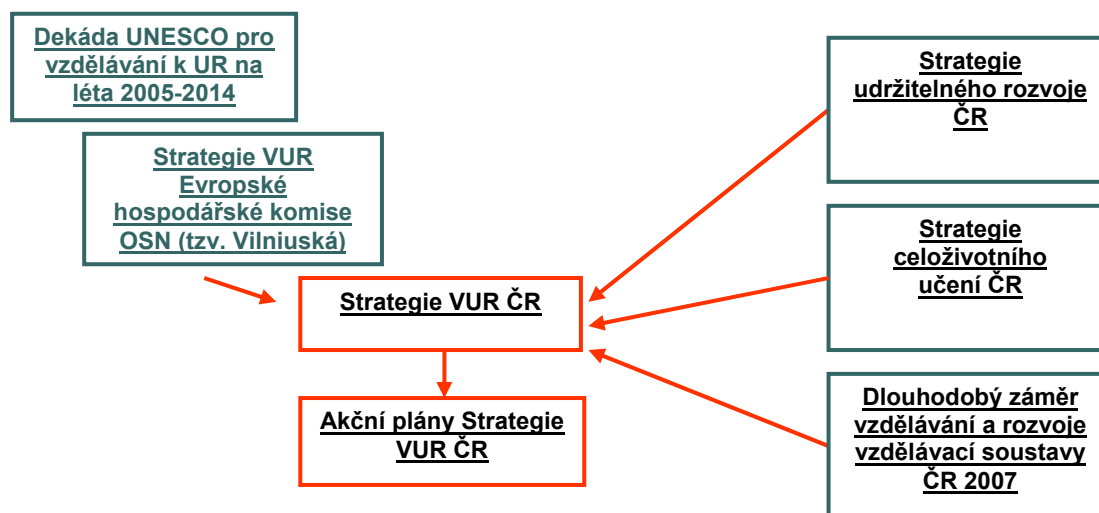 Dekáda UNESCO pro
vzdělávání k UR na
léta 2005-2014
Strategie VUR
Evropské
hospodářské komise
OSN (tzv. Vilniuská)
Strategie VUR ČR
Akční plány Strategie
VUR ČR
Strategie
udržitelného rozvoje
ČR
Strategie
celoživotního
učení ČR
Dlouhodobý záměr
vzdělávání a rozvoje
vzdělávací soustavy
ČR 2007